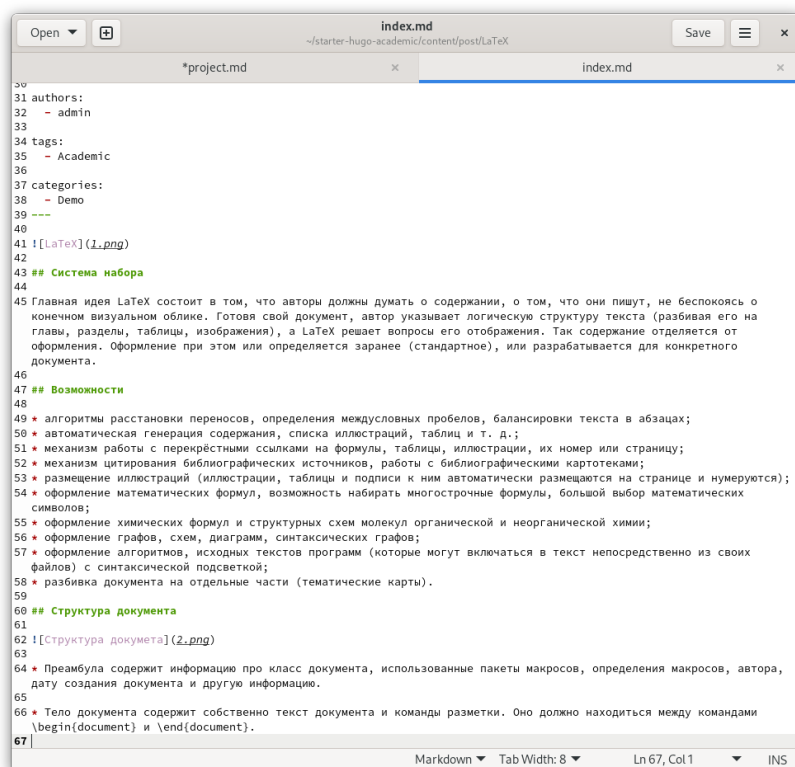 Open
index.md
~/starter-hugo-academic/content/post/LaTeX
Save
*project.md
index.md
30
31 authors:
32   - admin
33
34 tags:
35   - Academic
36
37 categories:
38   - Demo
39 ---
40
41 ![LaTeX](1.png)
42
43 ## Система набора
44
45 Главная идея LaTeX состоит в том, что авторы должны думать о содержании, о том, что они пишут, не беспокоясь о
конечном визуальном облике. Готовя свой документ, автор указывает логическую структуру текста (разбивая его на
главы, разделы, таблицы, изображения), а LaTeX решает вопросы его отображения. Так содержание отделяется от
оформления. Оформление при этом или определяется заранее (стандартное), или разрабатывается для конкретного
документа.
46
47 ## Возможности
48
49 * алгоритмы расстановки переносов, определения междусловных пробелов, балансировки текста в абзацах;
50 * автоматическая генерация содержания, списка иллюстраций, таблиц и т. д.;
51 * механизм работы с перекрёстными ссылками на формулы, таблицы, иллюстрации, их номер или страницу;
52 * механизм цитирования библиографических источников, работы с библиографическими картотеками;
53 * размещение иллюстраций (иллюстрации, таблицы и подписи к ним автоматически размещаются на странице и нумеруются);
54 * оформление математических формул, возможность набирать многострочные формулы, большой выбор математических
символов;
55 * оформление химических формул и структурных схем молекул органической и неорганической химии;
56 * оформление графов, схем, диаграмм, синтаксических графов;
57 * оформление алгоритмов, исходных текстов программ (которые могут включаться в текст непосредственно из своих
файлов) с синтаксической подсветкой;
58 * разбивка документа на отдельные части (тематические карты).
59
60 ## Структура документа
61
62 ![Структура докумета](2.png)
63
64 * Преамбула содержит информацию про класс документа, использованные пакеты макросов, определения макросов, автора,
дату создания документа и другую информацию.
65
66 * Тело документа содержит собственно текст документа и команды разметки. Оно должно находиться между командами
\begin{document} и \end{document}.
67
Markdown Tab Width: 8 Ln 67, Col 1 INS